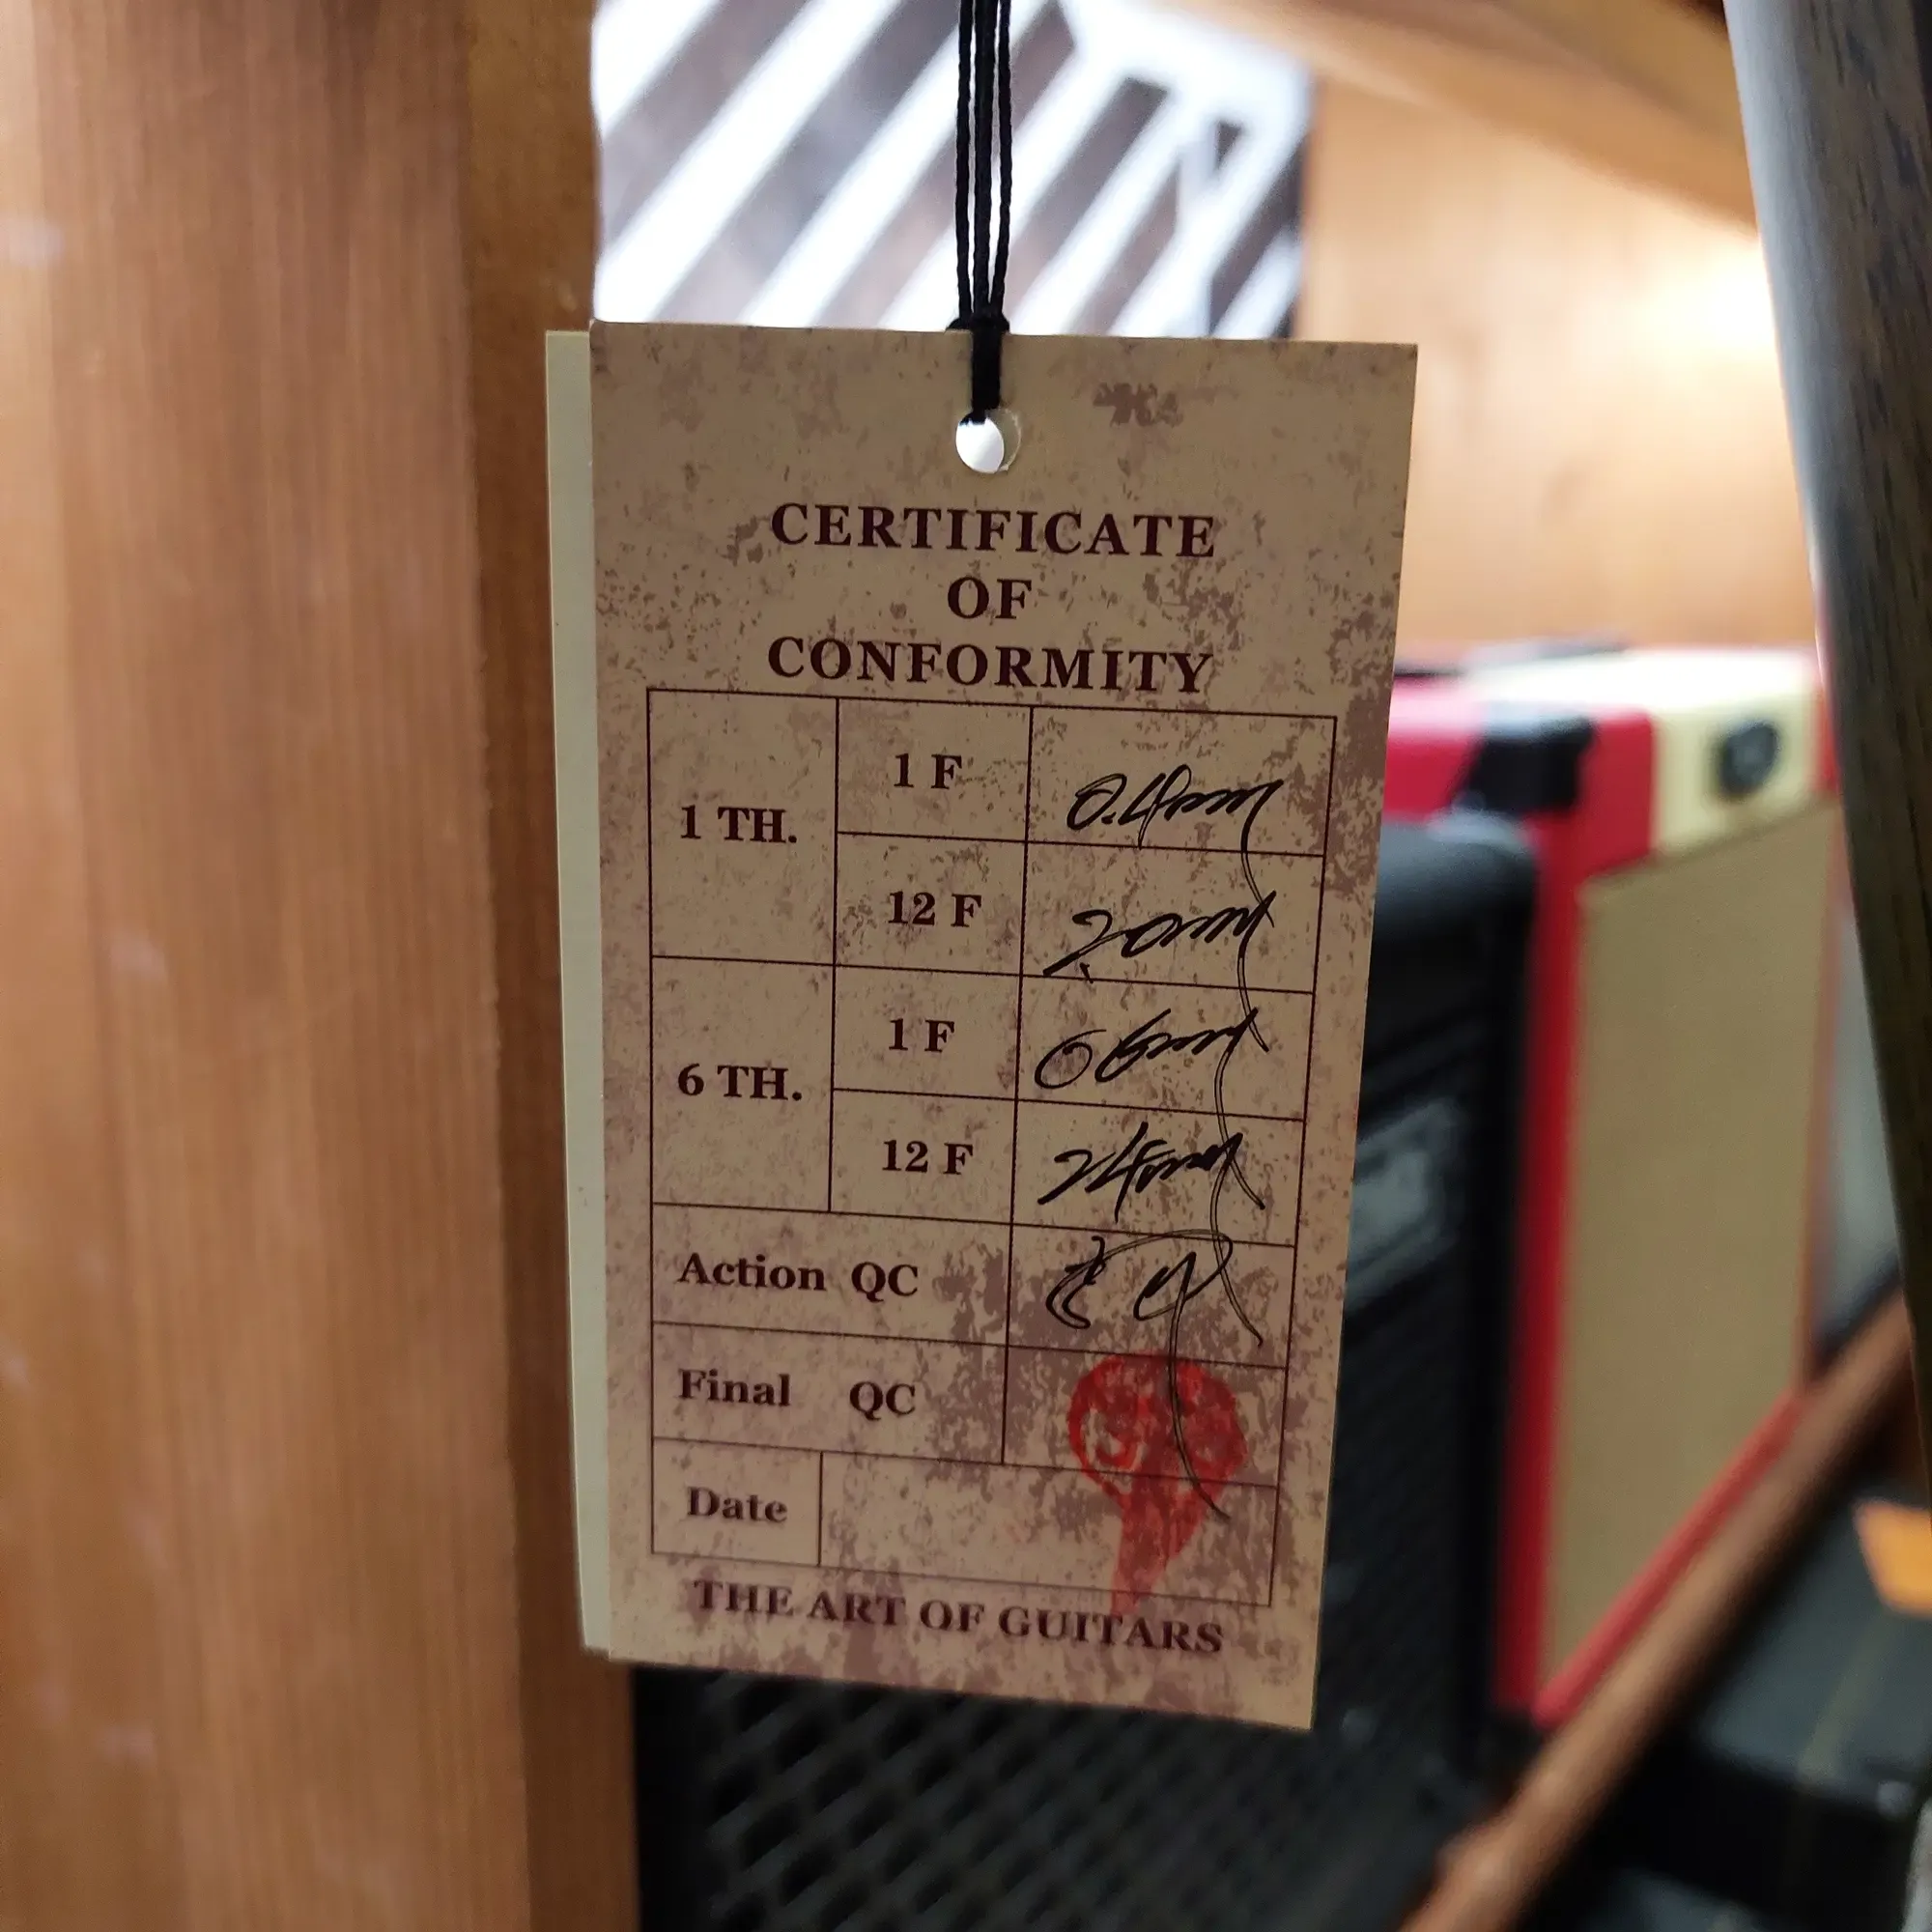 CERTIFICATE
OF
CONFORMITY
1 TH.
1 F
0.4mm
12 F
2.0mm
6 TH.
1 F
0.6mm
12 F
2.4mm
Action QC
Final QC
Date
THE ART OF GUITARS